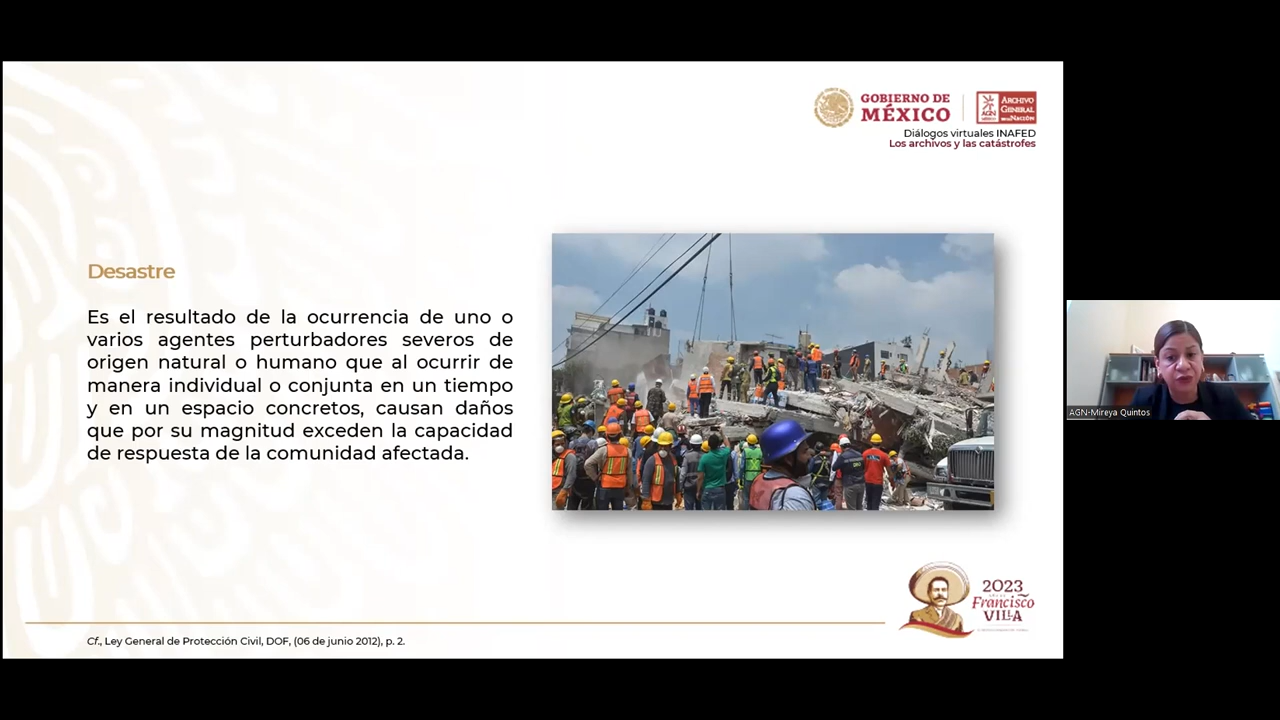 GOBIERNO DE
MÉXICO
AGN
MÉXICO
ARCHIVO
GENERAL
DE LA NACIÓN
Diálogos virtuales INAFED
Los archivos y las catástrofes
Desastre
Es el resultado de la ocurrencia de uno o
varios agentes perturbadores severos de
origen natural o humano que al ocurrir de
manera individual o conjunta en un tiempo
y en un espacio concretos, causan daños
que por su magnitud exceden la capacidad
de respuesta de la comunidad afectada.
AGN-Mireya Quintos
2023
Francisco
VILLA
Cf., Ley General de Protección Civil, DOF, (06 de junio 2012), p. 2.